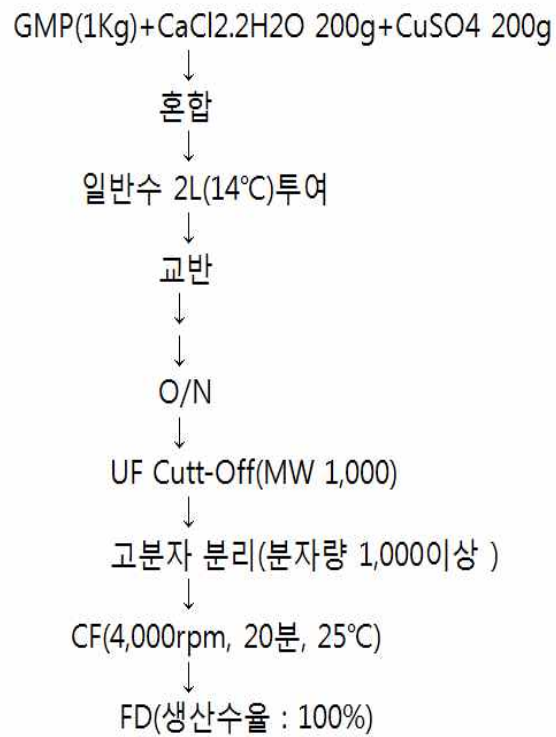 GMP(1Kg)+CaCl2.2H2O 200g+CuSO4 200g
↓
혼합
↓
일반수 2L(14℃)투여
↓
교반
↓
↓
O/N
↓
UF Cutt-Off(MW 1,000)
↓
고분자 분리(분자량 1,000이상 )
↓
CF(4,000rpm, 20분, 25℃)
↓
FD(생산수율 : 100%)